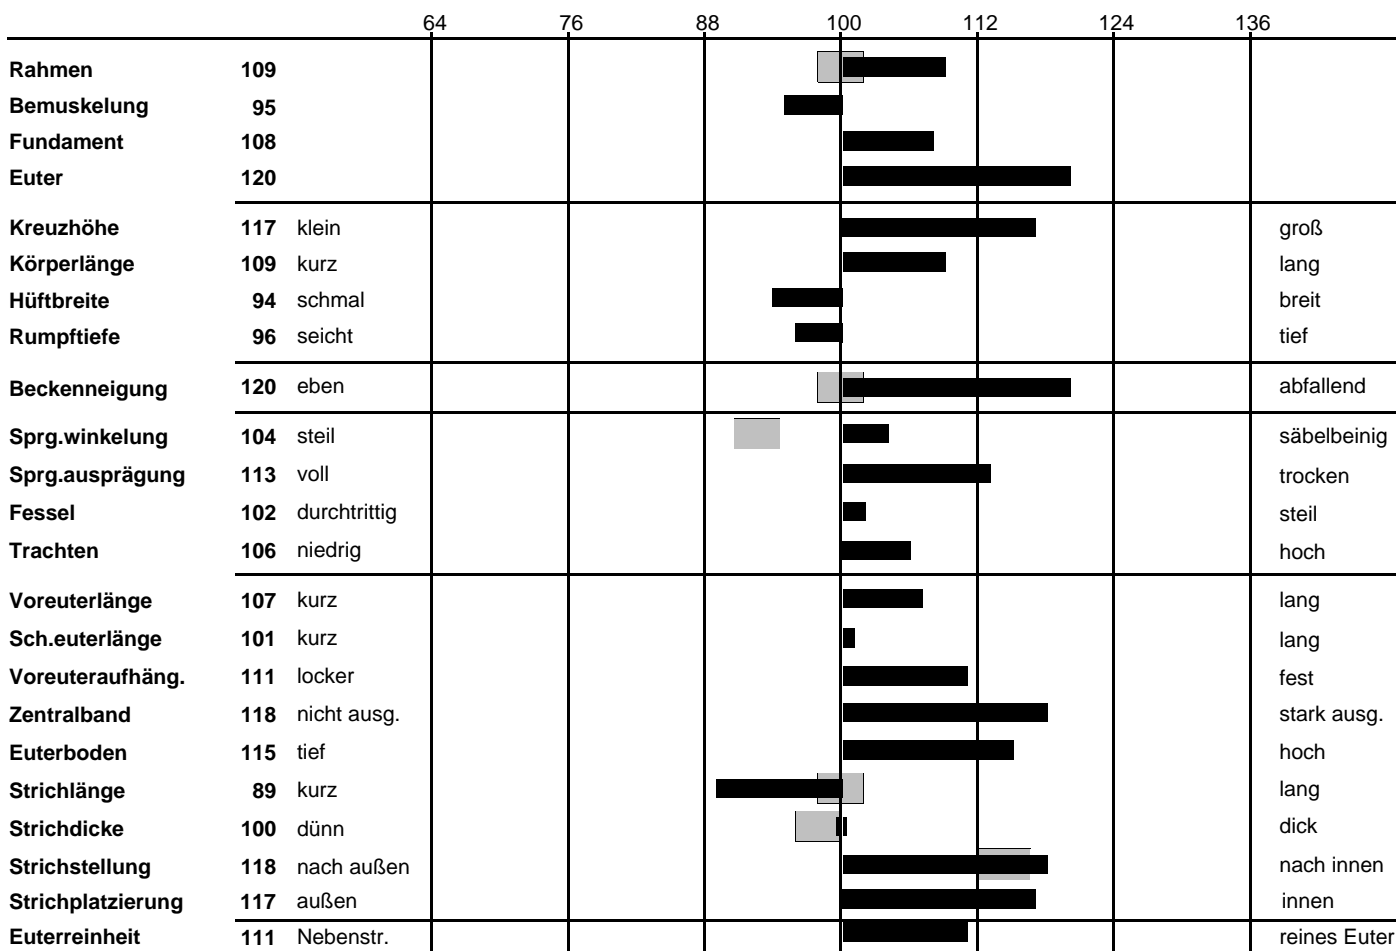 64 76 88 100 112 124 136
Rahmen 109
Bemuskelung 95
Fundament 108
Euter 120
Kreuzhöhe 117 klein groß
Körperlänge 109 kurz lang
Hüftbreite 94 schmal breit
Rumpftiefe 96 seicht tief
Beckenneigung 120 eben abfallend
Sprg.winkelung 104 steil säbelbeinig
Sprg.ausprägung 113 voll trocken
Fessel 102 durchtrittig steil
Trachten 106 niedrig hoch
Voreuterlänge 107 kurz lang
Sch.euterlänge 101 kurz lang
Voreuteraufhäng. 111 locker fest
Zentralband 118 nicht ausg. stark ausg.
Euterboden 115 tief hoch
Strichlänge 89 kurz lang
Strichdicke 100 dünn dick
Strichstellung 118 nach außen nach innen
Strichplatzierung 117 außen innen
Euterreinheit 111 Nebenstr. reines Euter